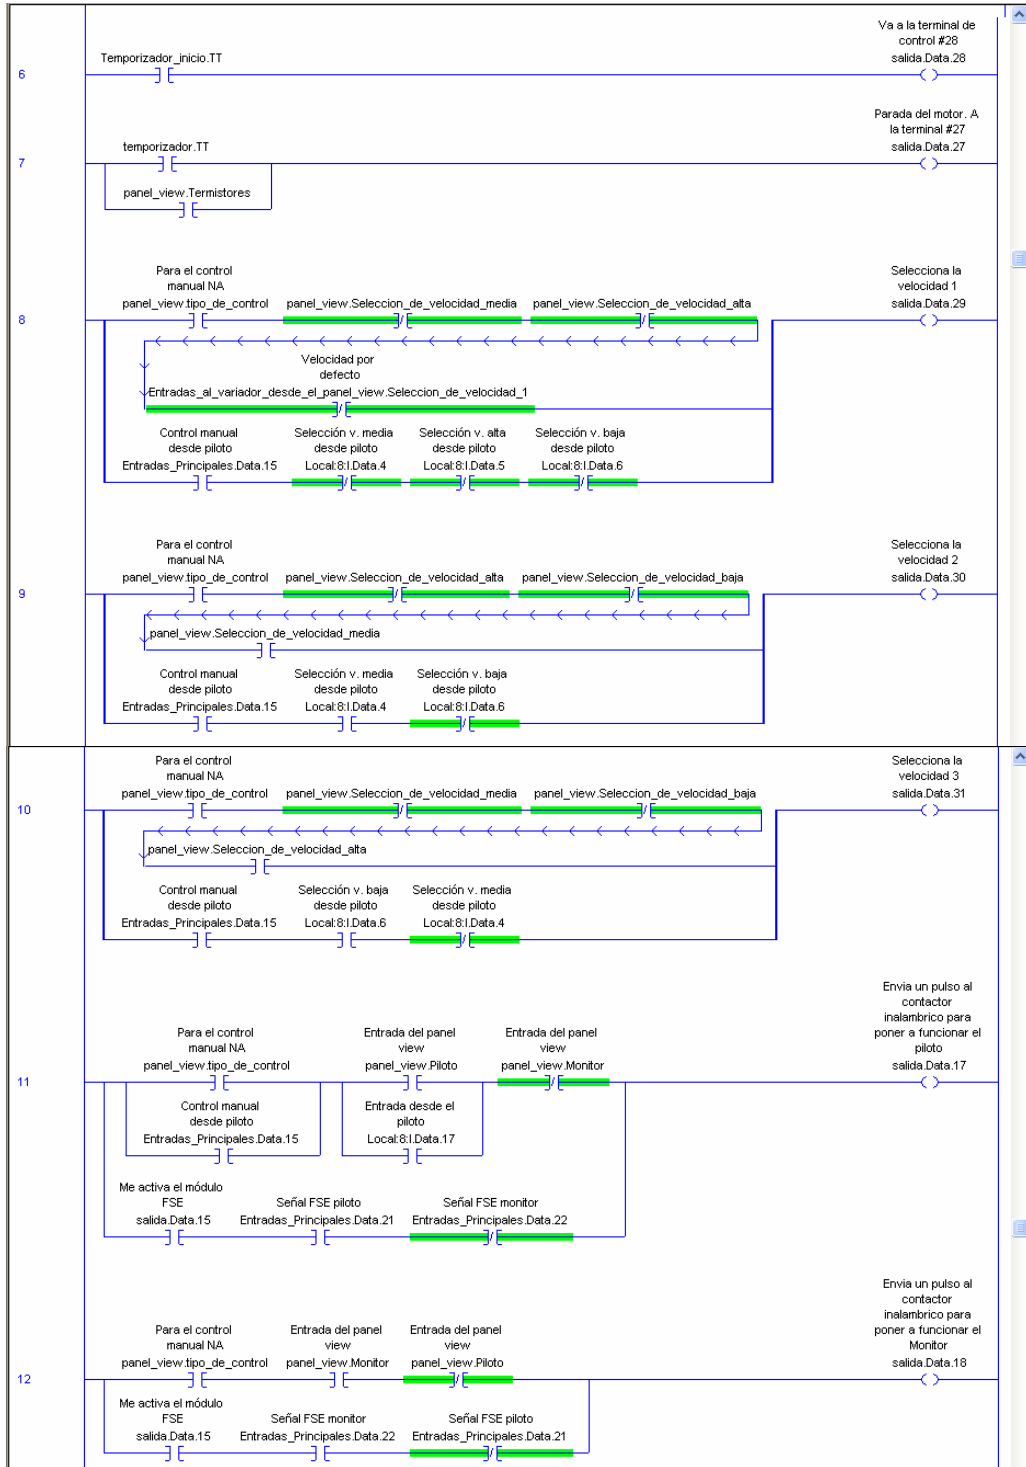 Va a la terminal de
control #28
Temporizador_inicio.TT
salida.Data.28
6
Parada del motor. A
la terminal #27
temporizador.TT
salida.Data.27
7
panel_view.Termistores
Para el control
manual NA
Selecciona la
velocidad 1
panel_view.tipo_de_control
panel_view.Seleccion_de_velocidad_media
panel_view.Seleccion_de_velocidad_alta
salida.Data.29
8
Velocidad por
defecto
Entradas_al_variador_desde_el_panel_view.Seleccion_de_velocidad_1
Control manual
desde piloto
Entradas_Principales.Data.15
Selección v. media
desde piloto
Local:8:I.Data.4
Selección v. alta
desde piloto
Local:8:I.Data.5
Selección v. baja
desde piloto
Local:8:I.Data.6
Para el control
manual NA
Selecciona la
velocidad 2
panel_view.tipo_de_control
panel_view.Seleccion_de_velocidad_alta
panel_view.Seleccion_de_velocidad_baja
salida.Data.30
9
panel_view.Seleccion_de_velocidad_media
Control manual
desde piloto
Entradas_Principales.Data.15
Selección v. media
desde piloto
Local:8:I.Data.4
Selección v. baja
desde piloto
Local:8:I.Data.6
Para el control
manual NA
Selecciona la
velocidad 3
panel_view.tipo_de_control
panel_view.Seleccion_de_velocidad_media
panel_view.Seleccion_de_velocidad_baja
salida.Data.31
10
panel_view.Seleccion_de_velocidad_alta
Control manual
desde piloto
Entradas_Principales.Data.15
Selección v. baja
desde piloto
Local:8:I.Data.6
Selección v. media
desde piloto
Local:8:I.Data.4
Envia un pulso al
contactor
inalambrico para
poner a funcionar el
piloto
salida.Data.17
Para el control
manual NA
panel_view.tipo_de_control
Entrada del panel
view
panel_view.Piloto
Entrada del panel
view
panel_view.Monitor
11
Control manual
desde piloto
Entradas_Principales.Data.15
Entrada desde el
piloto
Local:8:I.Data.17
Me activa el módulo
FSE
salida.Data.15
Señal FSE piloto
Entradas_Principales.Data.21
Señal FSE monitor
Entradas_Principales.Data.22
Envia un pulso al
contactor
inalambrico para
poner a funcionar el
Monitor
salida.Data.18
Para el control
manual NA
panel_view.tipo_de_control
Entrada del panel
view
panel_view.Monitor
Entrada del panel
view
panel_view.Piloto
12
Me activa el módulo
FSE
salida.Data.15
Señal FSE monitor
Entradas_Principales.Data.22
Señal FSE piloto
Entradas_Principales.Data.21